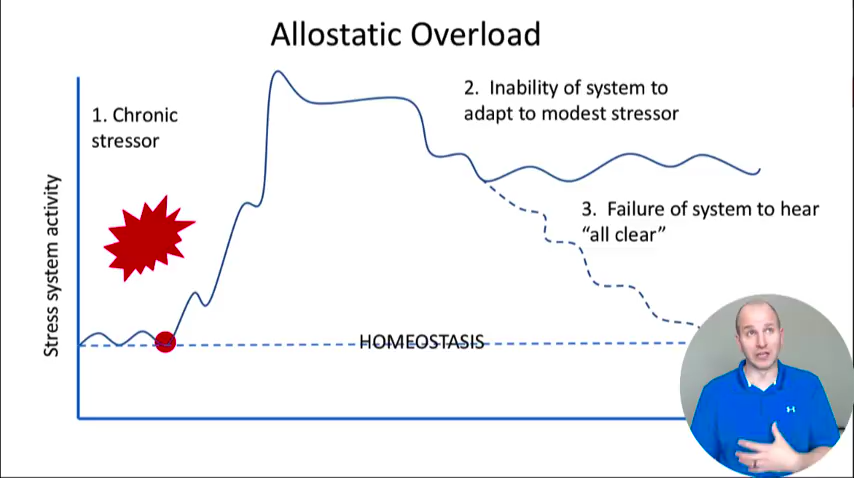 Allostatic Overload
1. Chronic
stressor
2. Inability of system to
adapt to modest stressor
Stress system activity
3. Failure of system to hear
“all clear”
HOMEOSTASIS